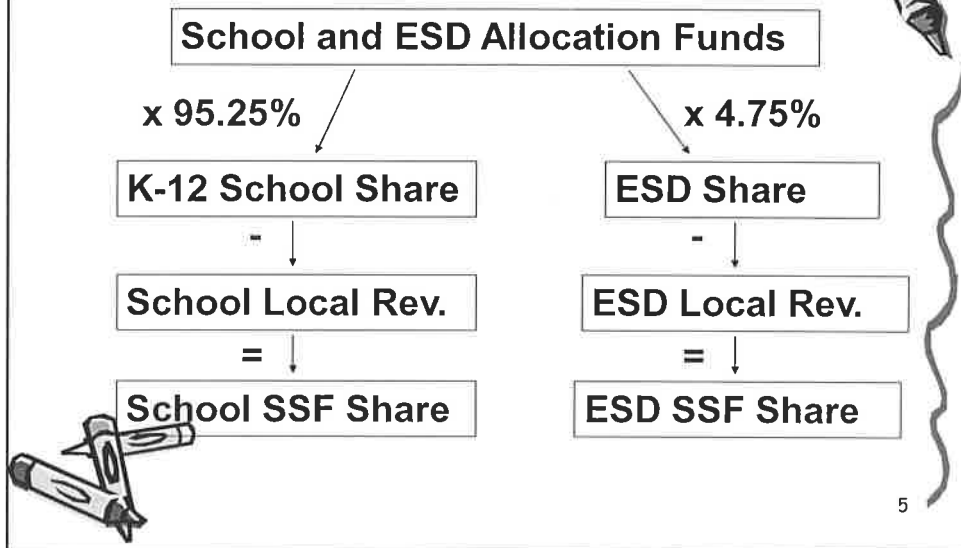 School and ESD Allocation Funds
x 95.25%
x 4.75%
K-12 School Share
ESD Share
-
-
School Local Rev.
ESD Local Rev.
=
=
School SSF Share
ESD SSF Share
5